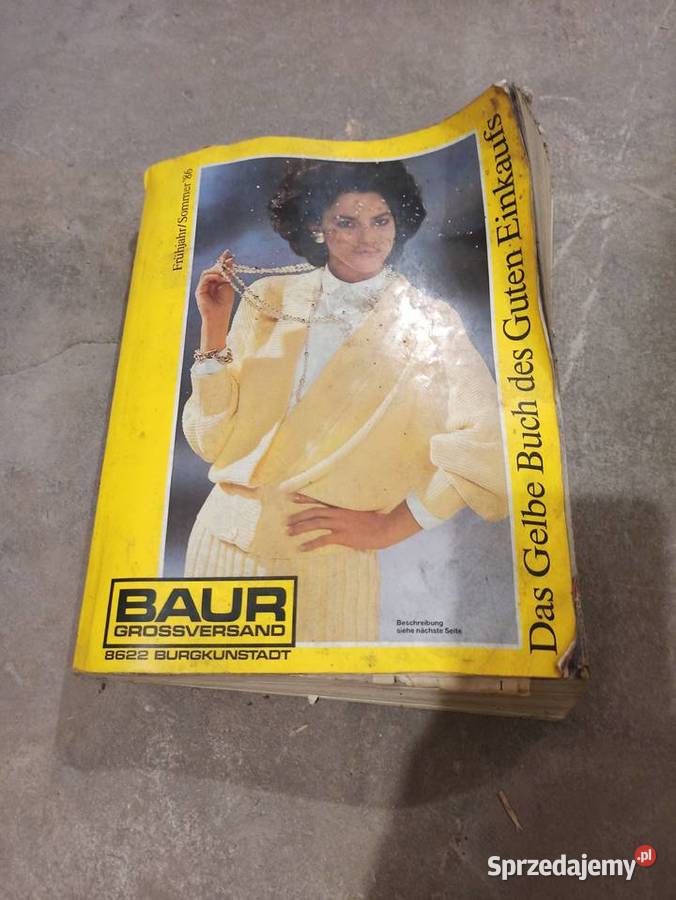 Frühjahr/Sommer '86
Das Gelbe Buch des Guten Einkaufs
BAUR
GROSSVERSAND
8622 BURGKUNSTADT
Beschreibung
siehe nächste Seite
Sprzedajemy.pl